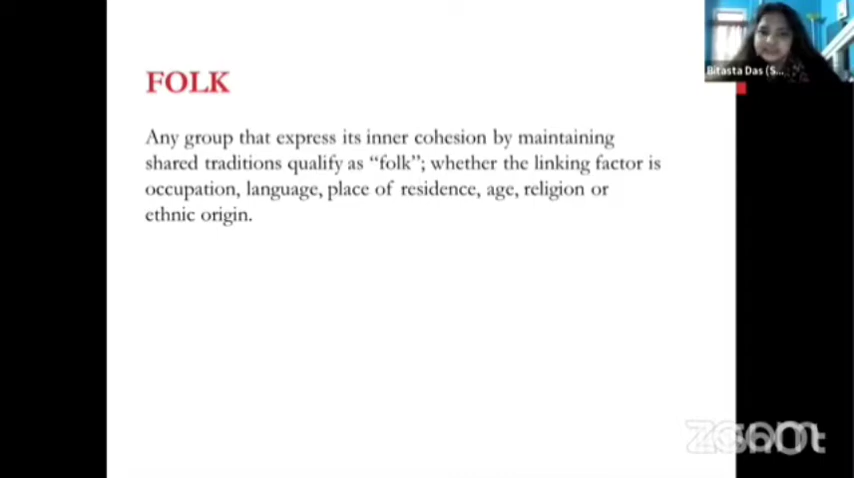 FOLK
Any group that express its inner cohesion by maintaining
shared traditions qualify as “folk”; whether the linking factor is
occupation, language, place of residence, age, religion or
ethnic origin.
Bitasta Das (S...